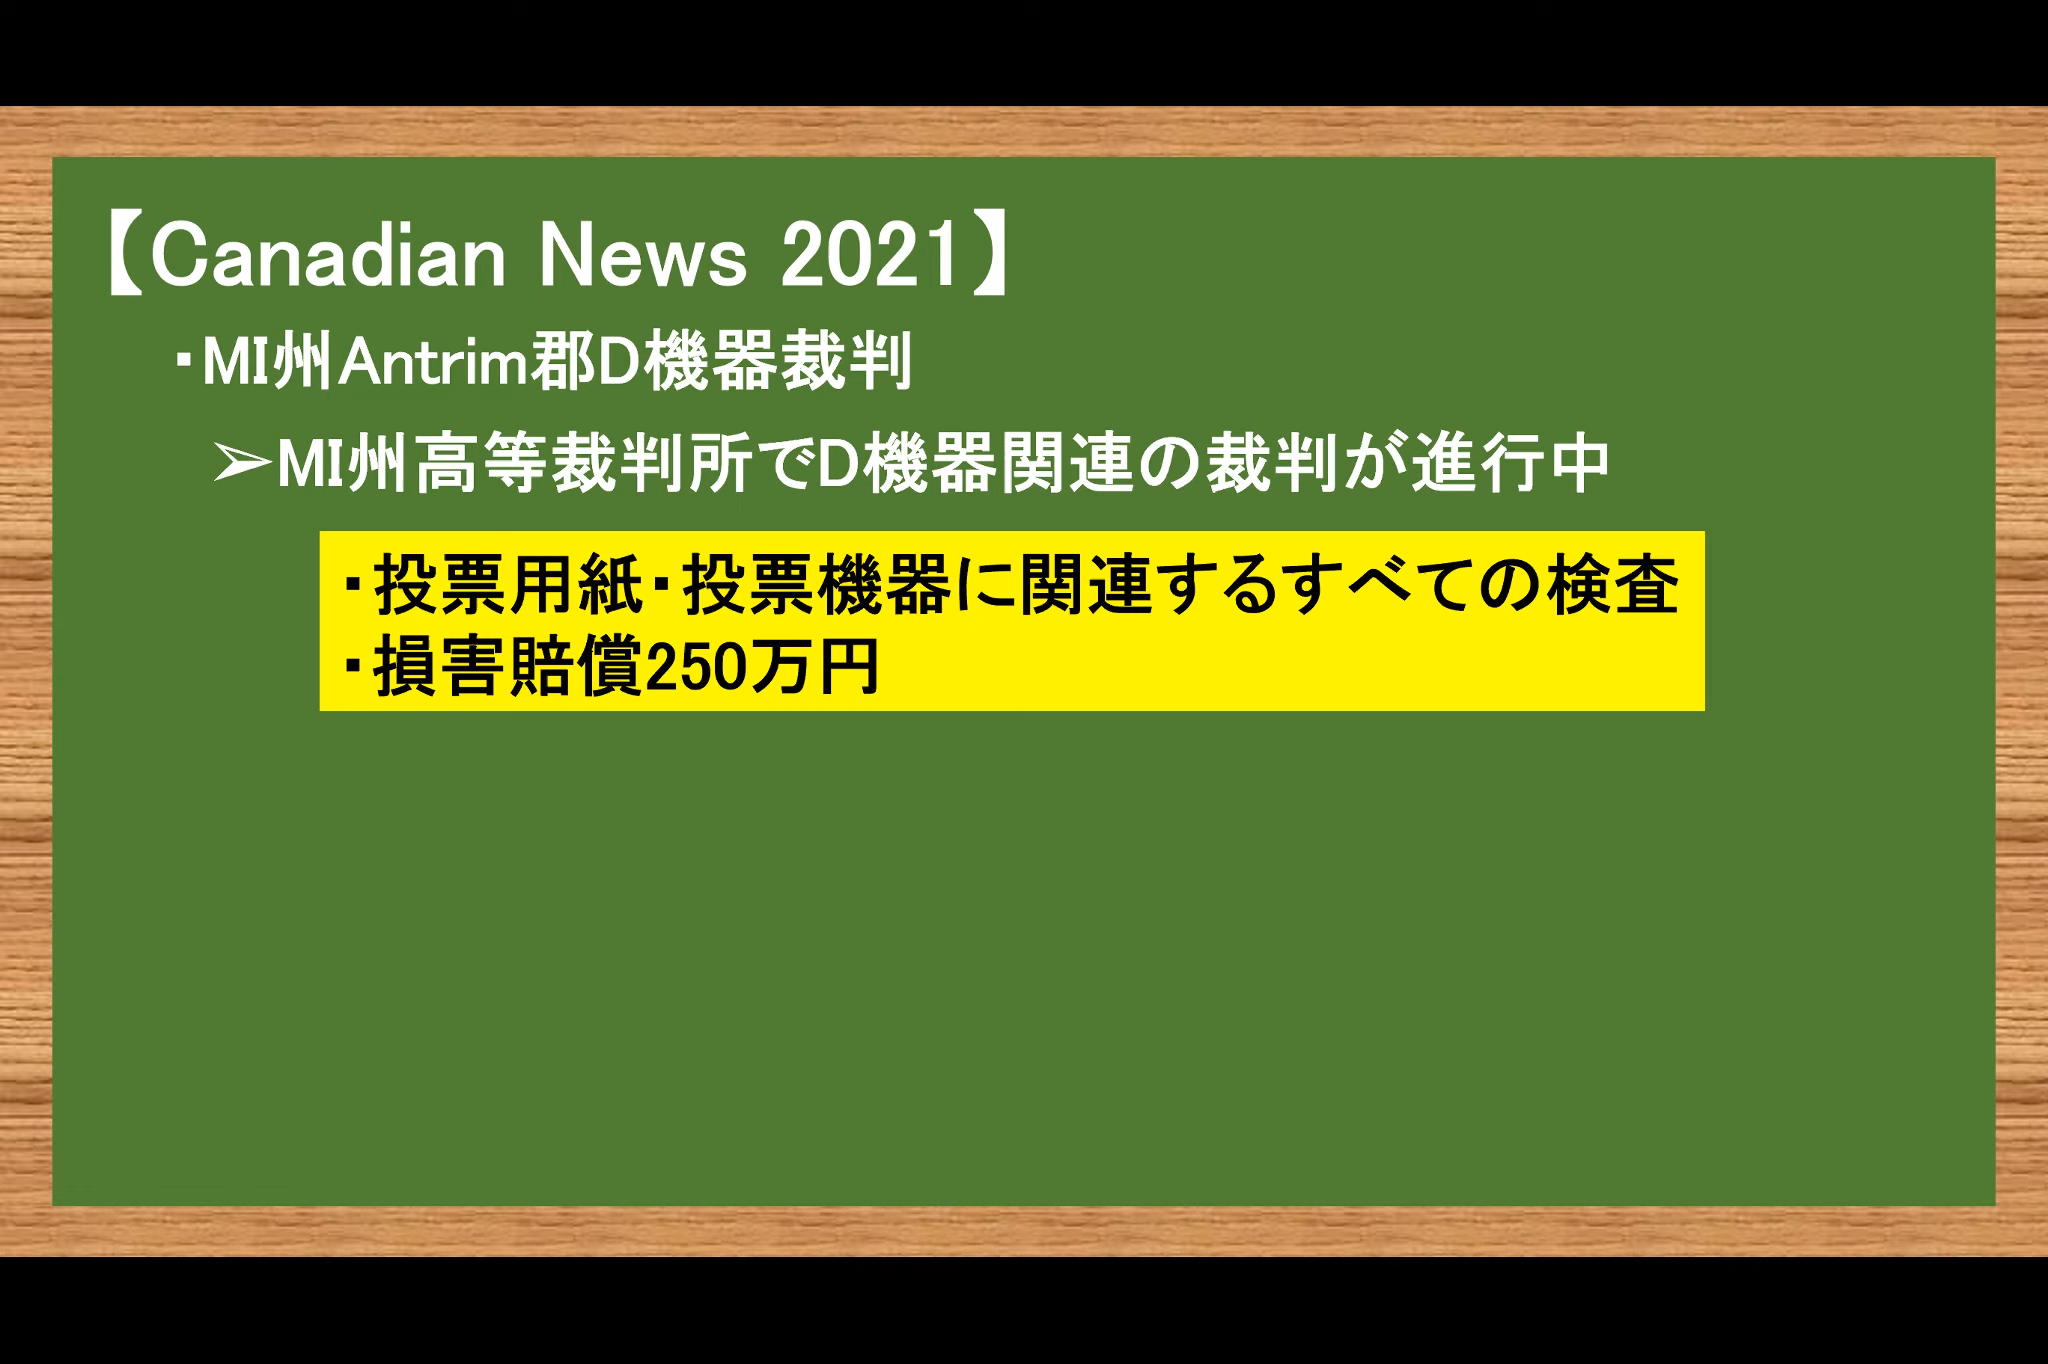 【Canadian News 2021】
・MI州Antrim郡D機器裁判
➢MI州高等裁判所でD機器関連の裁判が進行中
・投票用紙・投票機器に関連するすべての検査
・損害賠償250万円